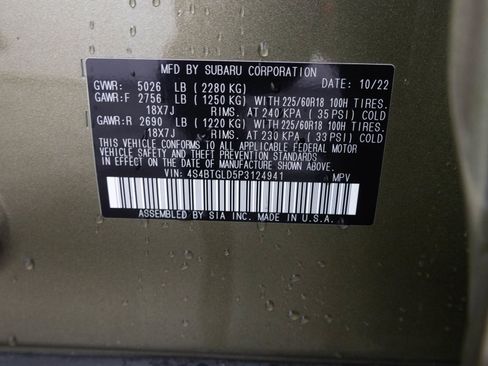 MFD BY SUBARU CORPORATION
GVWR: 5026 LB ( 2280 KG) DATE: 10/22
GAWR:F 2756 LB ( 1250 KG) WITH 225/60R18 100H TIRES.
18X7J RIMS. AT 240 KPA ( 35 PSI) COLD
GAWR:R 2690 LB ( 1220 KG) WITH 225/60R18 100H TIRES.
18X7J RIMS. AT 230 KPA ( 33 PSI) COLD
THIS VEHICLE CONFORMS TO ALL APPLICABLE FEDERAL MOTOR
VEHICLE SAFETY AND THEFT PREVENTION STANDARDS
IN EFFECT ON THE DATE OF MANUFACTURE SHOWN ABOVE.
VIN: 4S4BTGLD5P3124941 MPV
ASSEMBLED BY SIA INC. MADE IN U.S.A.